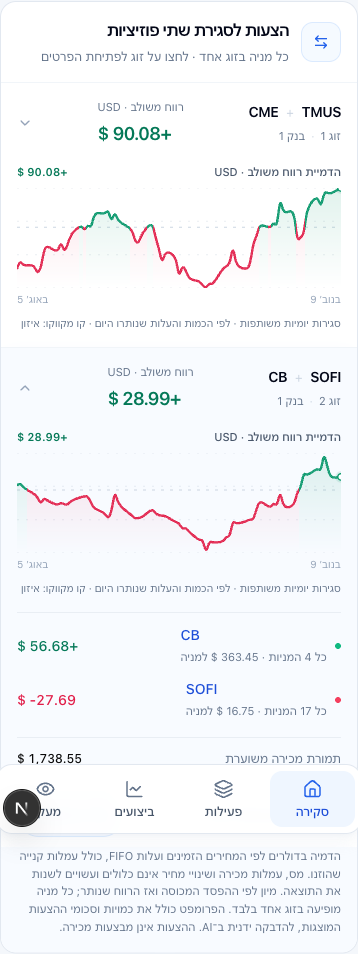 הצעות לסגירת שתי פוזיציות
כל מניה בזוג אחד · לחצו על זוג לפתיחת הפרטים
TMUS + CME
זוג 1 · בנק 1
רווח משולב · USD
$ 90.08+
הדמיית רווח משולב · USD
$ 90.08+
5 באוג׳
9 בנוב׳
סגירות יומיות משותפות · לפי הכמות והעלות שנותרו היום · קו מקווקו: איזון
SOFI + CB
זוג 2 · בנק 1
רווח משולב · USD
$ 28.99+
הדמיית רווח משולב · USD
$ 28.99+
5 באוג׳
9 בנוב׳
סגירות יומיות משותפות · לפי הכמות והעלות שנותרו היום · קו מקווקו: איזון
CB
כל 4 המניות · 363.45 $ למניה
$ 56.68+
SOFI
כל 17 המניות · 16.75 $ למניה
$ -27.69
תמורת מכירה משוערת
$ 1,738.55
סקירה
פעילות
ביצועים
מעק
N
הדמיה בדולרים לפי המחירים הזמינים ועלות FIFO, כולל עמלות קנייה
שהוזנו. מס, עמלות מכירה ושינויי מחיר אינם כלולים ועשויים לשנות
את התוצאה. מיון לפי ההפסד המכוסה ואז הרווח שנותר; כל מניה
מופיעה בזוג אחד בלבד. הפרומפט כולל את כמויות וסכומי ההצעות
המוצגות, להדבקה ידנית ב־AI. ההצעות אינן מבצעות מכירה.